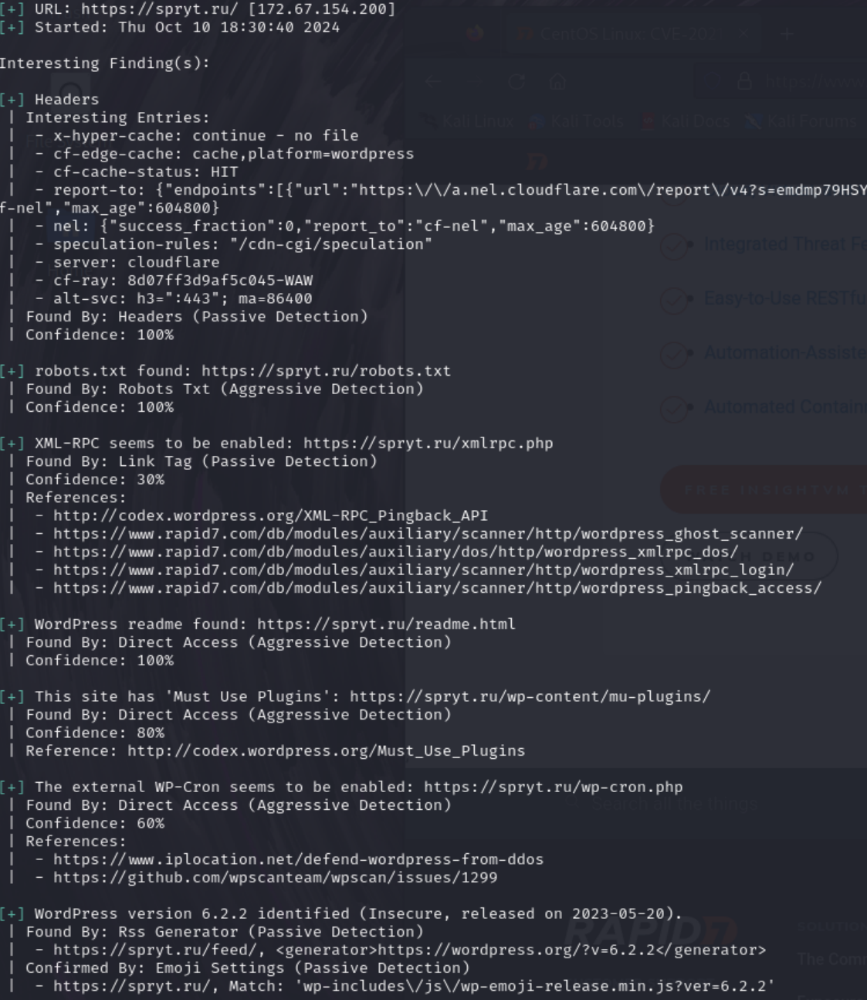 [+] URL: https://spryt.ru/ [172.67.154.200]
[+] Started: Thu Oct 10 18:30:40 2024
Interesting Finding(s):
[+] Headers
| Interesting Entries:
|  - x-hyper-cache: continue - no file
|  - cf-edge-cache: cache,platform=wordpress
|  - cf-cache-status: HIT
|  - report-to: {"endpoints":[{"url":"https:\/\/a.nel.cloudflare.com\/report\/v4?s=emdmp79HSY
f-nel","max_age":604800}
|  - nel: {"success_fraction":0,"report_to":"cf-nel","max_age":604800}
|  - speculation-rules: "/cdn-cgi/speculation"
|  - server: cloudflare
|  - cf-ray: 8d07ff3d9af5c045-WAW
|  - alt-svc: h3=":443"; ma=86400
| Found By: Headers (Passive Detection)
| Confidence: 100%
[+] robots.txt found: https://spryt.ru/robots.txt
| Found By: Robots Txt (Aggressive Detection)
| Confidence: 100%
[+] XML-RPC seems to be enabled: https://spryt.ru/xmlrpc.php
| Found By: Link Tag (Passive Detection)
| Confidence: 30%
| References:
|  - http://codex.wordpress.org/XML-RPC_Pingback_API
|  - https://www.rapid7.com/db/modules/auxiliary/scanner/http/wordpress_ghost_scanner/
|  - https://www.rapid7.com/db/modules/auxiliary/dos/http/wordpress_xmlrpc_dos/
|  - https://www.rapid7.com/db/modules/auxiliary/scanner/http/wordpress_xmlrpc_login/
|  - https://www.rapid7.com/db/modules/auxiliary/scanner/http/wordpress_pingback_access/
[+] WordPress readme found: https://spryt.ru/readme.html
| Found By: Direct Access (Aggressive Detection)
| Confidence: 100%
[+] This site has 'Must Use Plugins': https://spryt.ru/wp-content/mu-plugins/
| Found By: Direct Access (Aggressive Detection)
| Confidence: 80%
| Reference: http://codex.wordpress.org/Must_Use_Plugins
[+] The external WP-Cron seems to be enabled: https://spryt.ru/wp-cron.php
| Found By: Direct Access (Aggressive Detection)
| Confidence: 60%
| References:
|  - https://www.iplocation.net/defend-wordpress-from-ddos
|  - https://github.com/wpscanteam/wpscan/issues/1299
[+] WordPress version 6.2.2 identified (Insecure, released on 2023-05-20).
| Found By: Rss Generator (Passive Detection)
|  - https://spryt.ru/feed/, <generator>https://wordpress.org/?v=6.2.2</generator>
| Confirmed By: Emoji Settings (Passive Detection)
|  - https://spryt.ru/, Match: 'wp-includes\/js\/wp-emoji-release.min.js?ver=6.2.2'
CentOS Linux: CVE-202
https://www
Kali Linux
Kali Tools
Kali Docs
Kali Forums
Integrated Threat Fe
Easy-to-Use RESTfu
Automation-Assiste
Automated Contain
FREE INSIGHTVM T
DEMO
Search all the things
RAPID7
SOLUTION
The Com